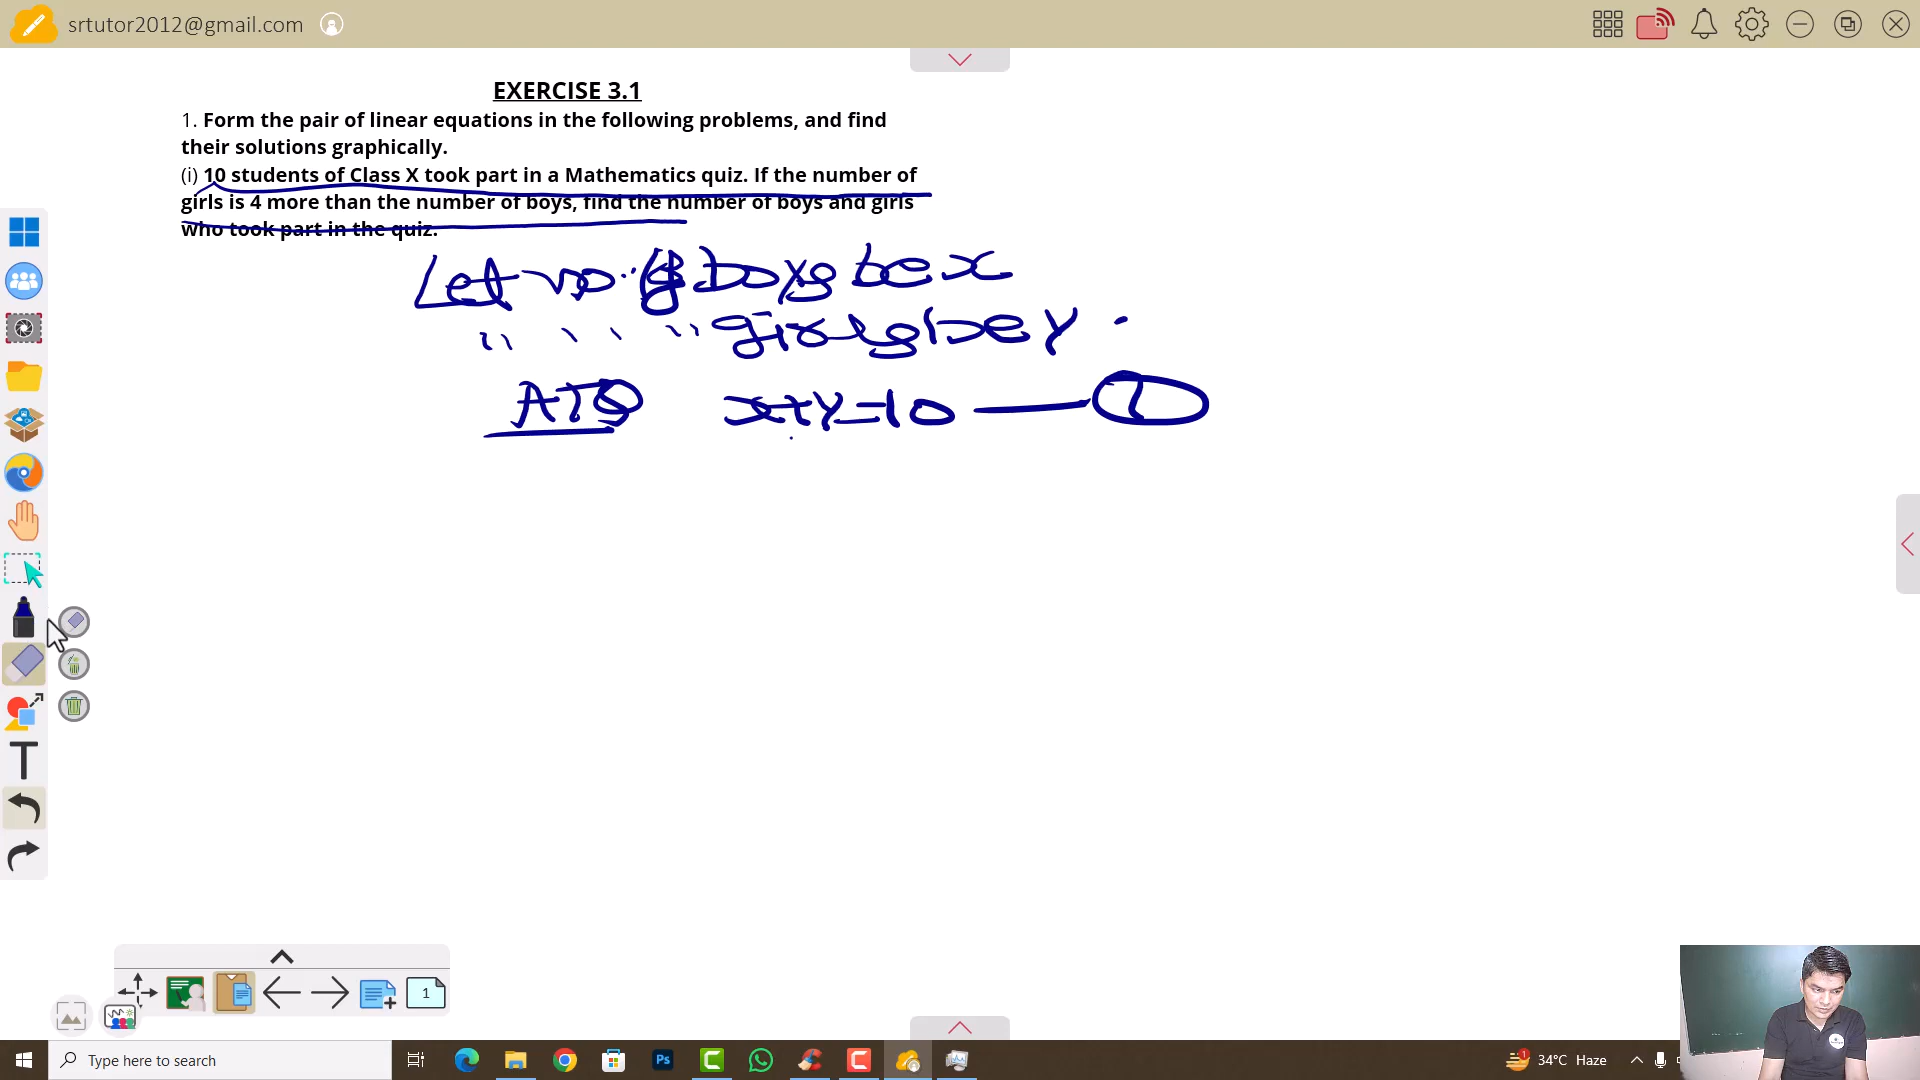 srtutor2012@gmail.com
EXERCISE 3.1
1. Form the pair of linear equations in the following problems, and find
their solutions graphically.
(i) 10 students of Class X took part in a Mathematics quiz. If the number of
girls is 4 more than the number of boys, find the number of boys and girls
who took part in the quiz.
Let no. of boys be x
" " " girls be y
ATQ x+y=10 — 1
T
1
Type here to search
Ps
1
34°C Haze